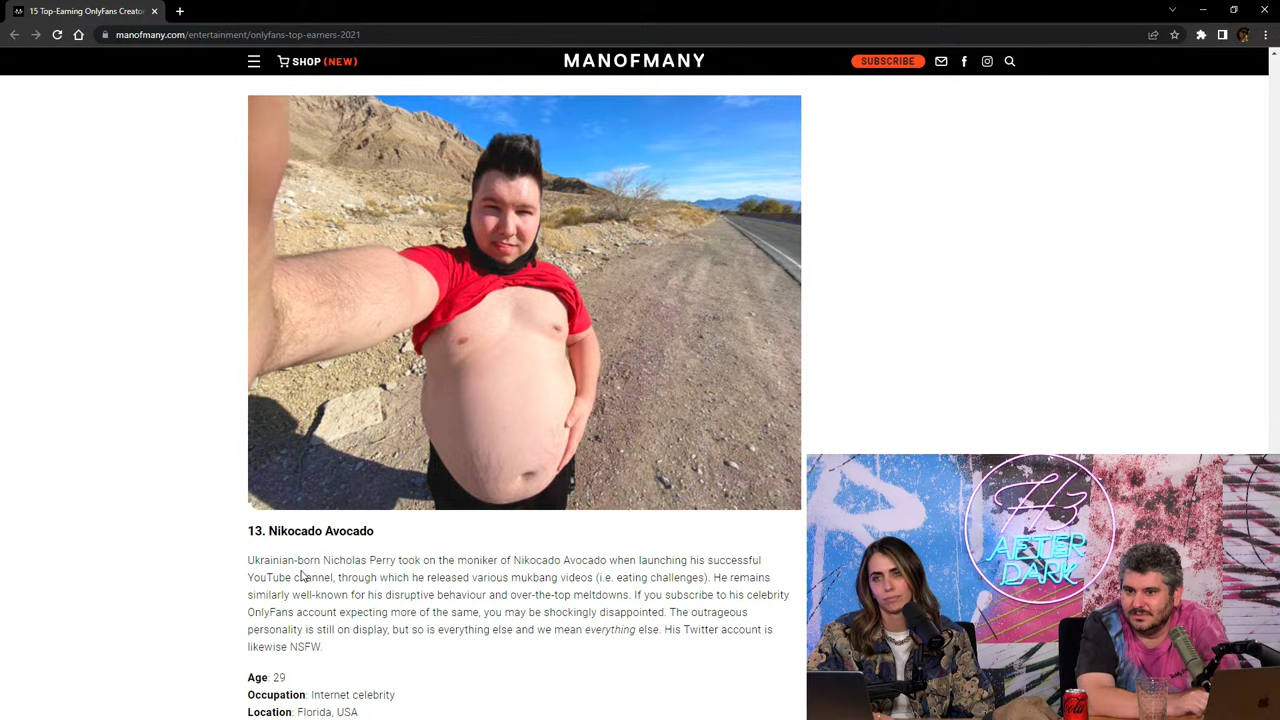 15 Top-Earning OnlyFans Creator
manofmany.com/entertainment/onlyfans-top-earners-2021
SHOP (NEW)
MANOFMANY
SUBSCRIBE
13. Nikocado Avocado
Ukrainian-born Nicholas Perry took on the moniker of Nikocado Avocado when launching his successful
YouTube channel, through which he released various mukbang videos (i.e. eating challenges). He remains
similarly well-known for his disruptive behaviour and over-the-top meltdowns. If you subscribe to his celebrity
OnlyFans account expecting more of the same, you may be shockingly disappointed. The outrageous
personality is still on display, but so is everything else and we mean everything else. His Twitter account is
likewise NSFW.
Age: 29
Occupation: Internet celebrity
Location: Florida, USA
H3
AFTER
DARK